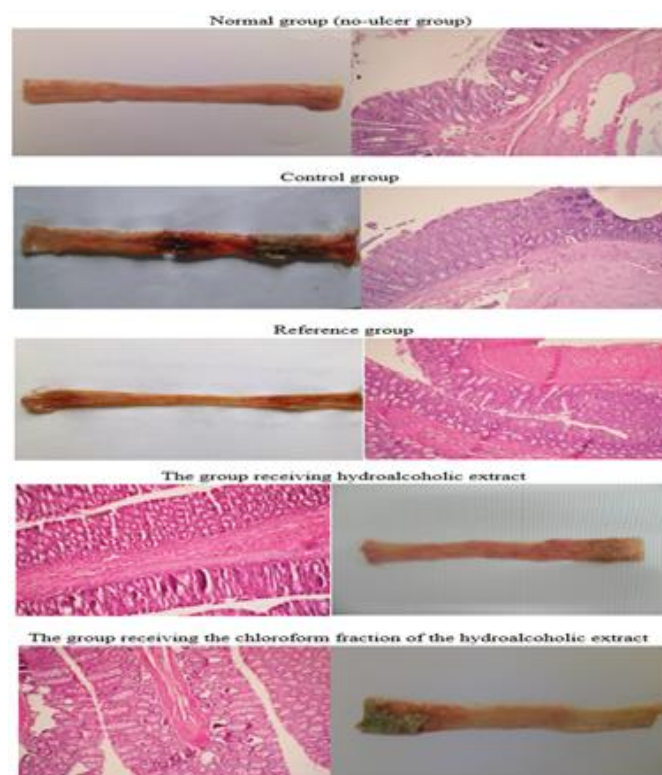 Normal group (no-ulcer group)
Control group
Reference group
The group receiving hydroalcoholic extract
The group receiving the chloroform fraction of the hydroalcoholic extract